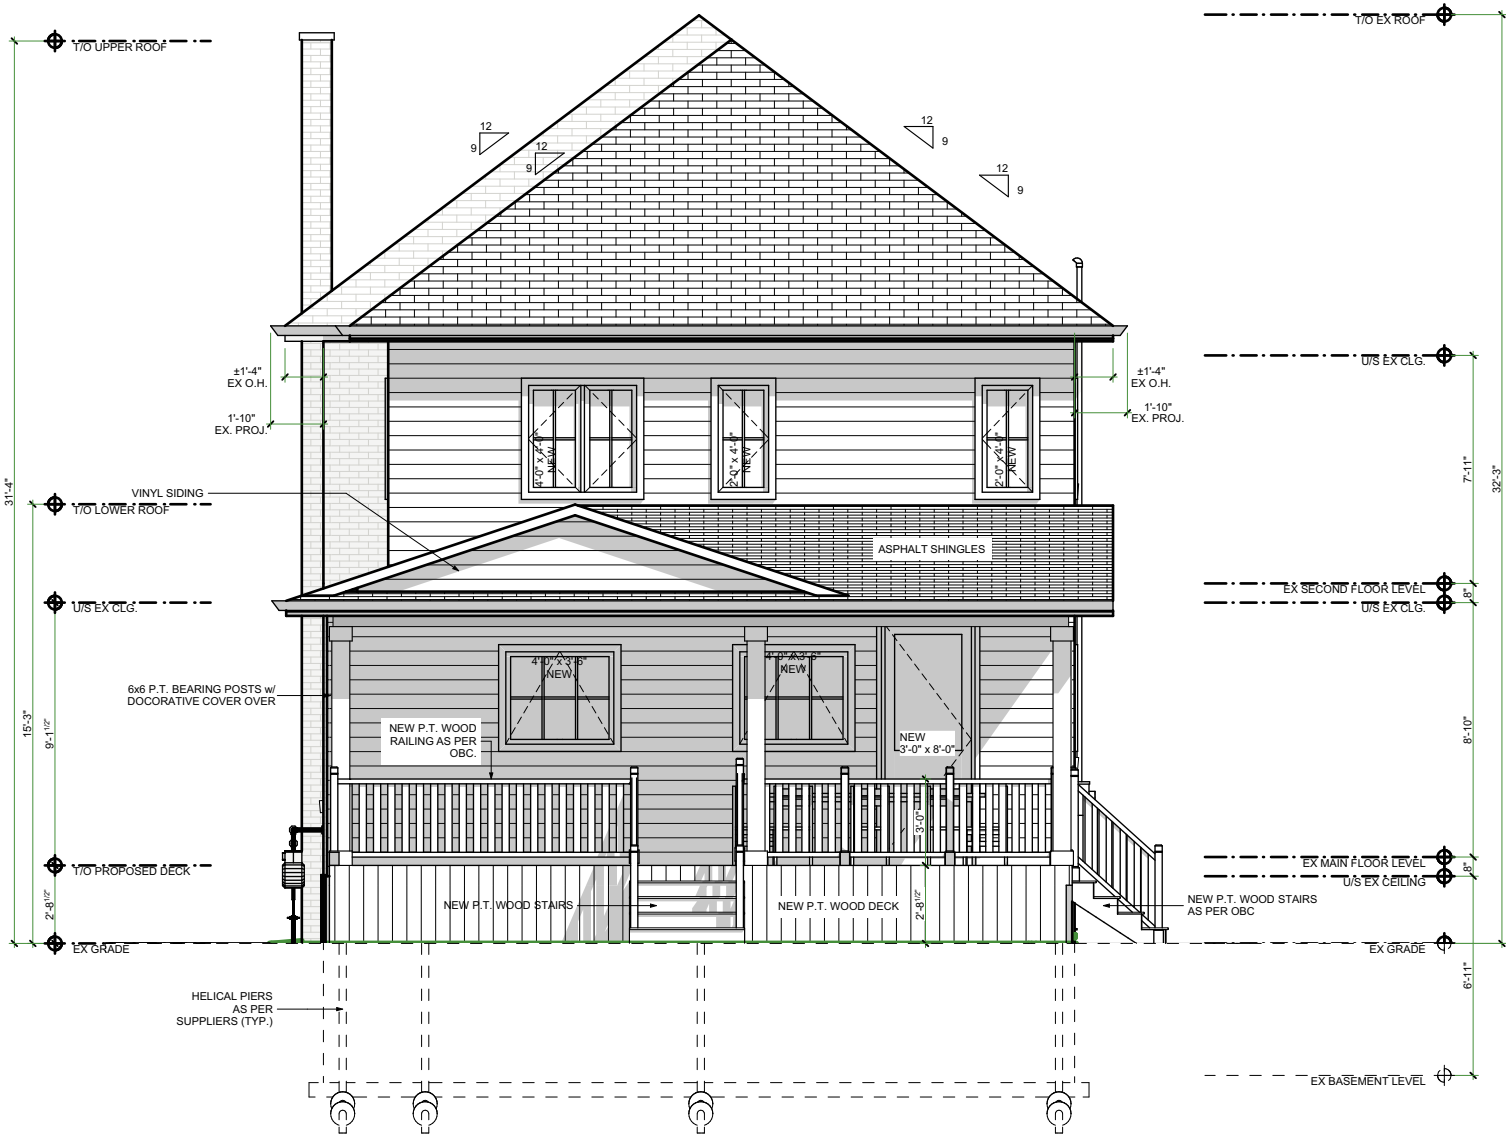 T/O EX ROOF
T/O UPPER ROOF
12
9
12
9
12
9
12
9
U/S EX CLG.
±1'-4"
EX O.H.
±1'-4"
EX O.H.
1'-10"
EX. PROJ.
1'-10"
EX. PROJ.
4'-0" x 4'-0"
NEW
2'-0" x 4'-0"
NEW
2'-0" x 4'-0"
NEW
7'-11"
31'-4"
32'-3"
VINYL SIDING
T/O LOWER ROOF
ASPHALT SHINGLES
EX SECOND FLOOR LEVEL
8"
U/S EX CLG.
U/S EX CLG.
4'-0" x 3'-6"
NEW
4'-0" x 3'-6"
NEW
6x6 P.T. BEARING POSTS w/
DOCORATIVE COVER OVER
15'-3"
9'-1 1/2"
NEW P.T. WOOD
RAILING AS PER
OBC.
NEW
3'-0" x 8'-0"
8'-10"
3'-0"
T/O PROPOSED DECK
EX MAIN FLOOR LEVEL
8"
U/S EX CEILING
2'-8 1/2"
NEW P.T. WOOD STAIRS
NEW P.T. WOOD DECK
2'-8 1/2"
NEW P.T. WOOD STAIRS
AS PER OBC
EX GRADE
EX GRADE
6'-11"
HELICAL PIERS
AS PER
SUPPLIERS (TYP.)
EX BASEMENT LEVEL